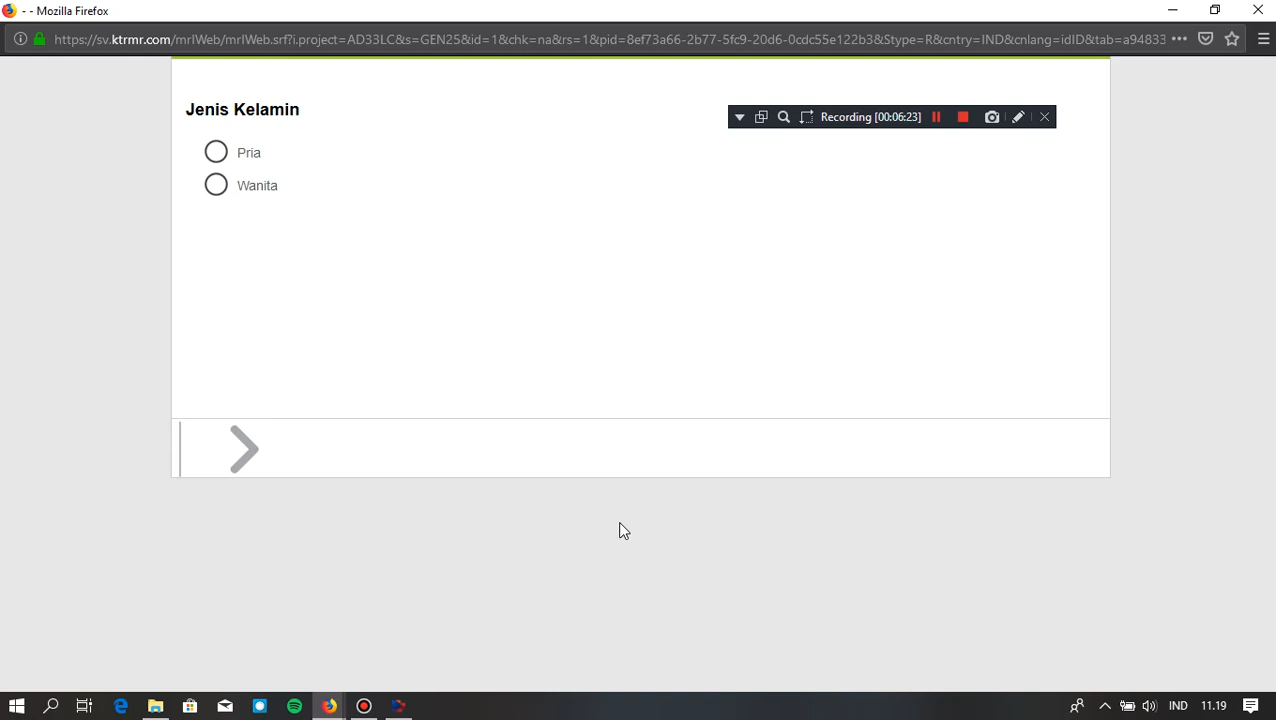 - - Mozilla Firefox
https://sv.ktrmr.com/mrIWeb/mrIWeb.srf?i.project=AD33LC&s=GEN25&id=1&chk=na&rs=1&pid=8ef73a66-2b77-5fc9-20d6-0cdc55e122b3&Stype=R&cntry=IND&cnlang=idID&tab=a94833
Jenis Kelamin
Recording [00:06:23]
Pria
Wanita
IND 11.19